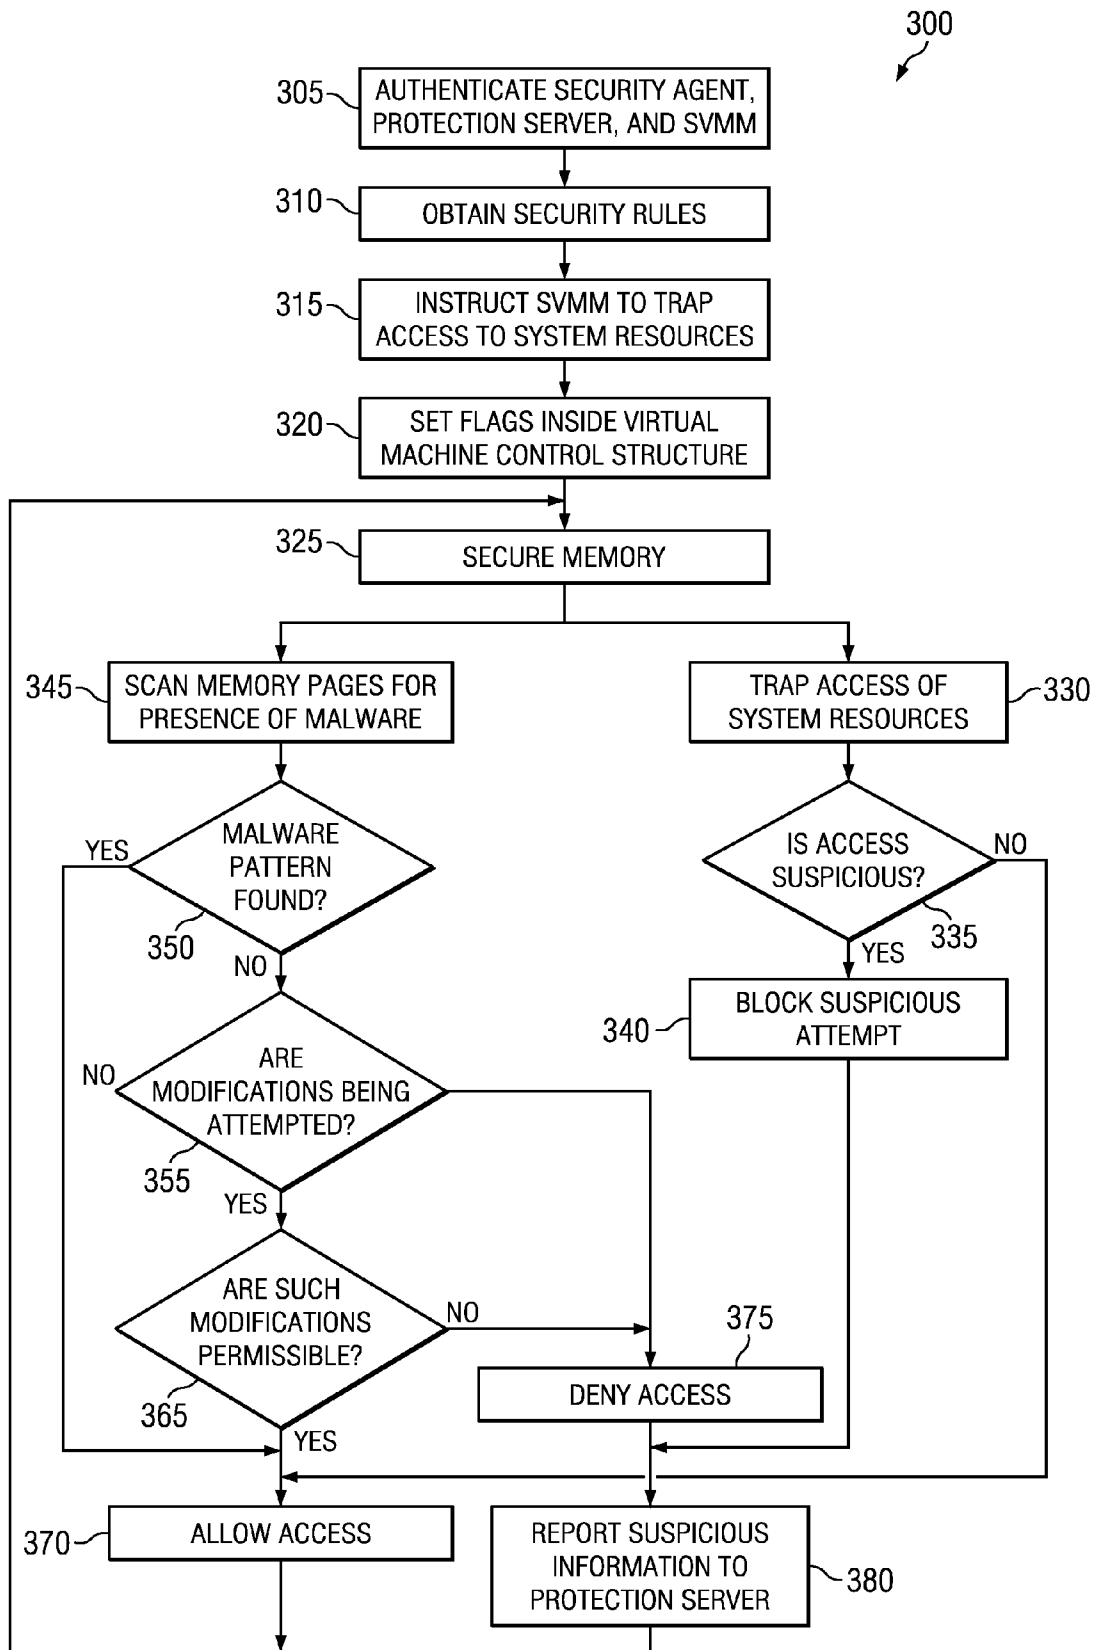 300
305
AUTHENTICATE SECURITY AGENT,
PROTECTION SERVER, AND SVMM
310
OBTAIN SECURITY RULES
315
INSTRUCT SVMM TO TRAP
ACCESS TO SYSTEM RESOURCES
320
SET FLAGS INSIDE VIRTUAL
MACHINE CONTROL STRUCTURE
325
SECURE MEMORY
345
SCAN MEMORY PAGES FOR
PRESENCE OF MALWARE
TRAP ACCESS OF
SYSTEM RESOURCES
330
YES
MALWARE
PATTERN
FOUND?
350
NO
IS ACCESS
SUSPICIOUS?
NO
335
YES
340
BLOCK SUSPICIOUS
ATTEMPT
NO
ARE
MODIFICATIONS BEING
ATTEMPTED?
355
YES
ARE SUCH
MODIFICATIONS
PERMISSIBLE?
NO
365
YES
375
DENY ACCESS
370
ALLOW ACCESS
REPORT SUSPICIOUS
INFORMATION TO
PROTECTION SERVER
380